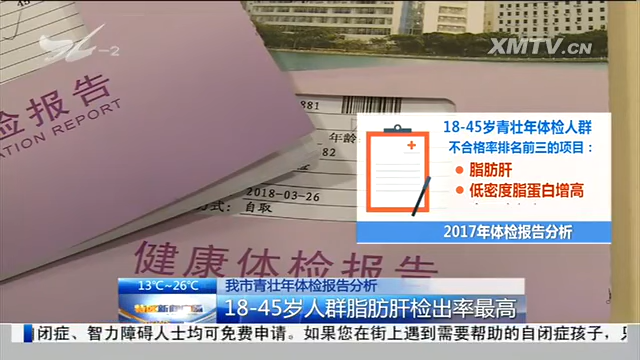 XMTV.CN
检报告
ATION REPORT
881
年龄
2018-03-26
方式: 自取
健康体检报告
18-45岁青壮年体检人群
不合格率排名前三的项目：
脂肪肝
低密度脂蛋白增高
2017年体检报告分析
13℃~26℃
我市青壮年体检报告分析
18-45岁人群脂肪肝检出率最高
闭症、智力障碍人士均可免费申请。如果您在街上遇到需要帮助的自闭症孩子，只